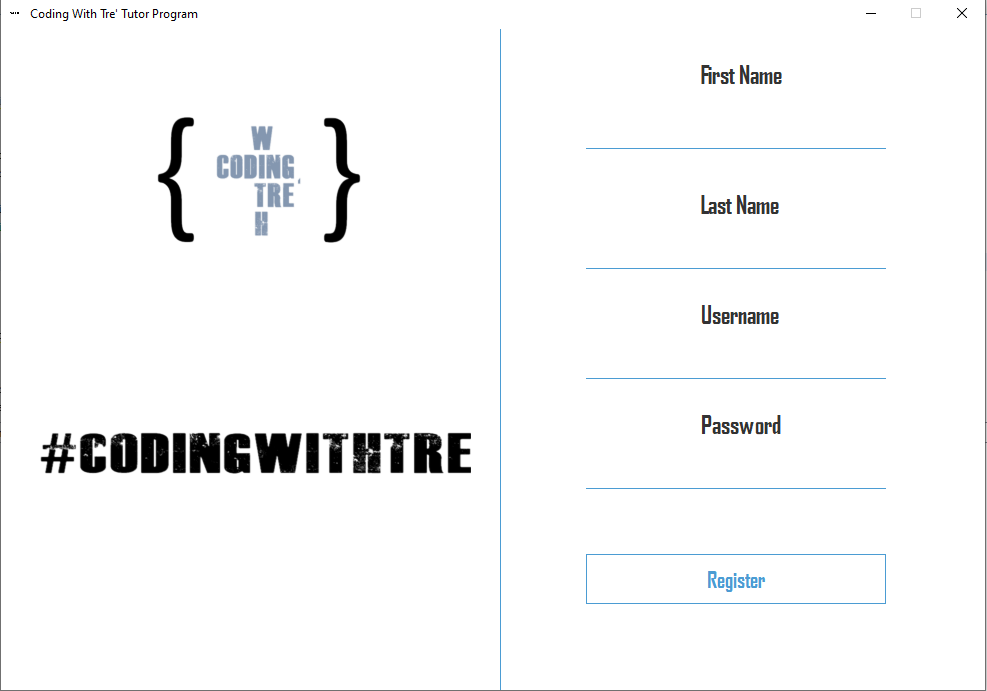 Coding With Tre' Tutor Program
{ W }
CODING
TRE'
H
#CODINGWITHTRE
First Name
Last Name
Username
Password
Register